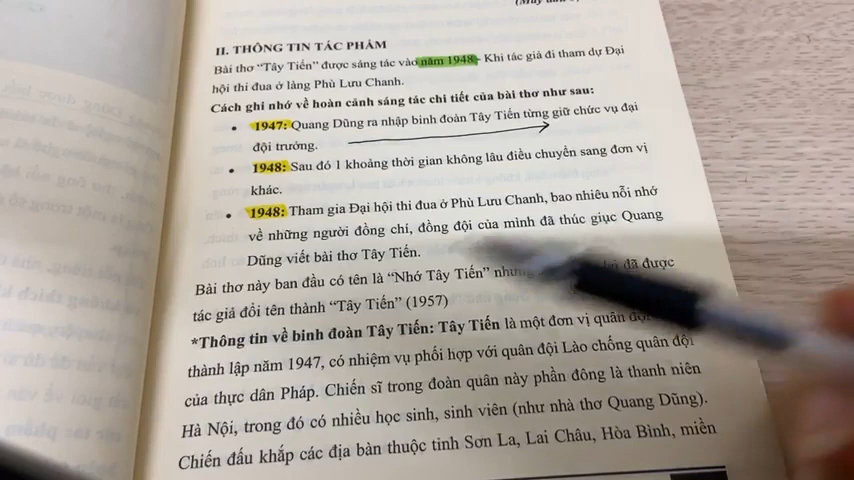 II. THÔNG TIN TÁC PHẨM
Bài thơ "Tây Tiến" được sáng tác vào năm 1948 - Khi tác giả đi tham dự Đại
hội thi đua ở làng Phù Lưu Chanh.
Cách ghi nhớ về hoàn cảnh sáng tác chi tiết của bài thơ như sau:
• 1947: Quang Dũng ra nhập binh đoàn Tây Tiến từng giữ chức vụ đại
đội trưởng.
• 1948: Sau đó 1 khoảng thời gian không lâu điều chuyển sang đơn vị
khác.
• 1948: Tham gia Đại hội thi đua ở Phù Lưu Chanh, bao nhiêu nỗi nhớ
về những người đồng chí, đồng đội của mình đã thúc giục Quang
Dũng viết bài thơ Tây Tiến.
Bài thơ này ban đầu có tên là "Nhớ Tây Tiến" đã được
tác giả đổi tên thành "Tây Tiến" (1957)
*Thông tin về binh đoàn Tây Tiến: Tây Tiến là một đơn vị quân đội
thành lập năm 1947, có nhiệm vụ phối hợp với quân đội Lào chống quân đội
của thực dân Pháp. Chiến sĩ trong đoàn quân này phần đông là thanh niên
Hà Nội, trong đó có nhiều học sinh, sinh viên (như nhà thơ Quang Dũng).
Chiến đấu khắp các địa bàn thuộc tỉnh Sơn La, Lai Châu, Hòa Bình, miền